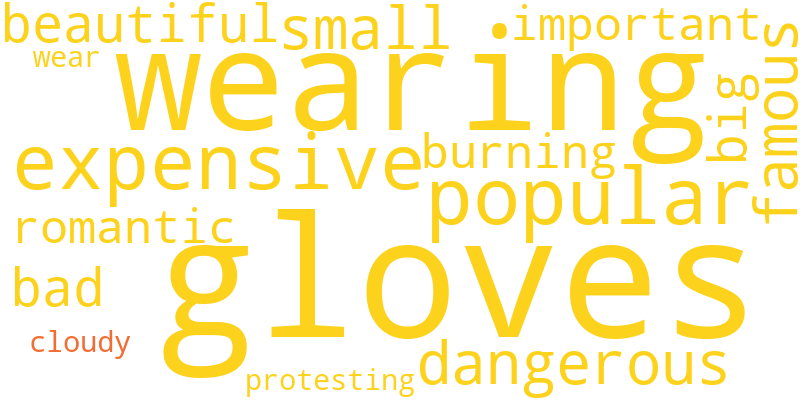 beautiful
small
important
wear
wearing
big
famous
expensive
burning
popular
romantic
gloves
bad
cloudy
dangerous
protesting